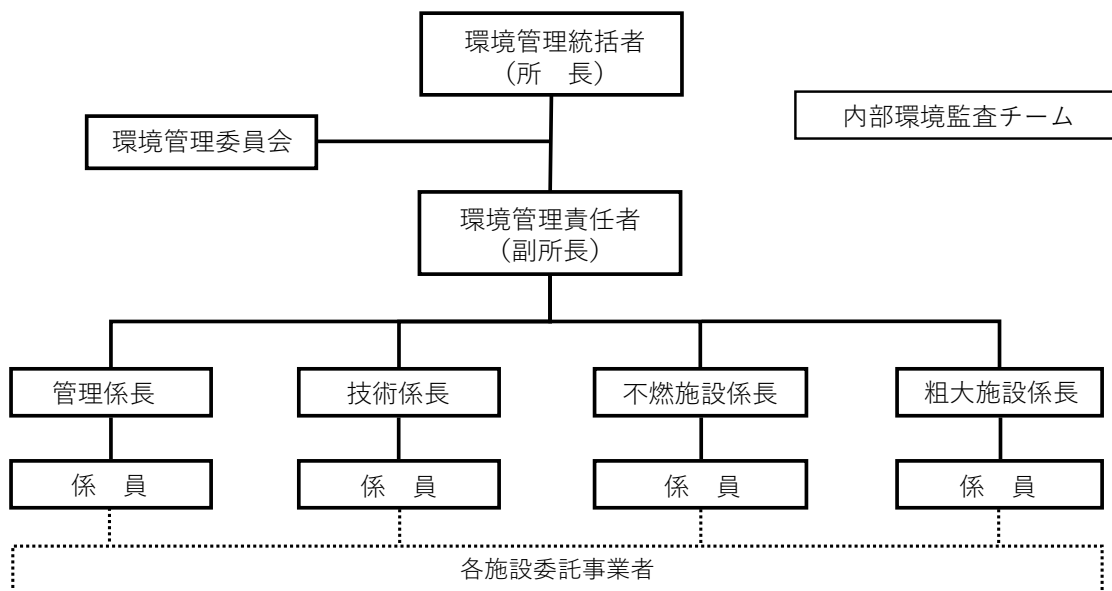 環境管理統括者
（所　長）
内部環境監査チーム
環境管理委員会
環境管理責任者
（副所長）
管理係長
技術係長
不燃施設係長
粗大施設係長
係　員
係　員
係　員
係　員
各施設委託事業者